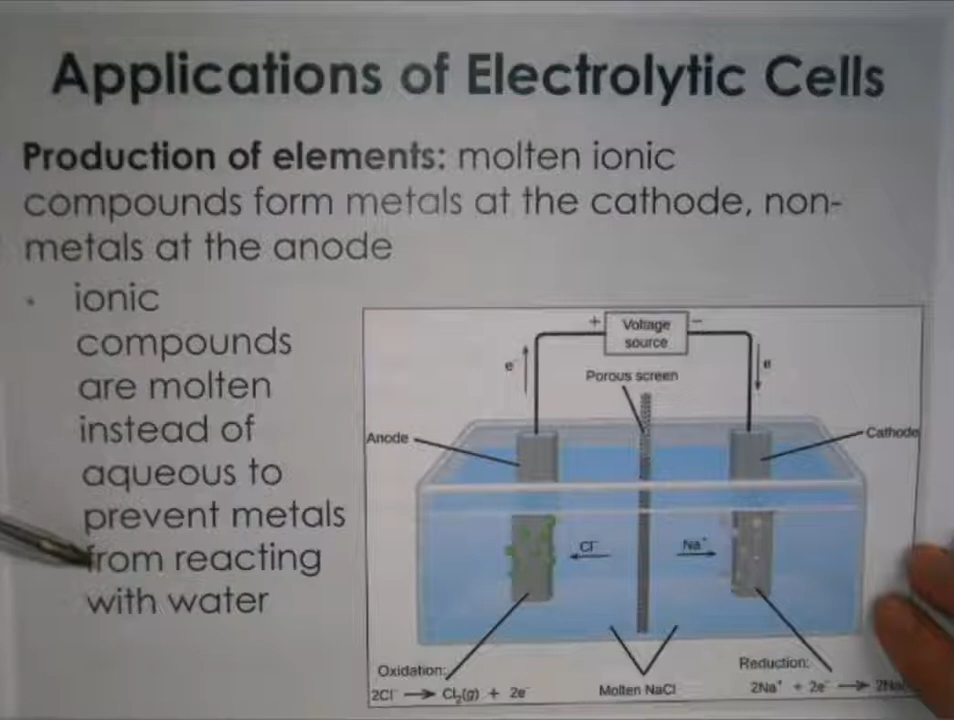 Applications of Electrolytic Cells
Production of elements: molten ionic
compounds form metals at the cathode, non-
metals at the anode
• ionic
compounds
are molten
instead of
aqueous to
prevent metals
from reacting
with water
+ Voltage −
source
e⁻
e
Porous screen
Anode
Cathode
Cl⁻
Na⁺
Oxidation:
2Cl⁻ → Cl₂(g) + 2e⁻
Molten NaCl
Reduction:
2Na⁺ + 2e⁻ →